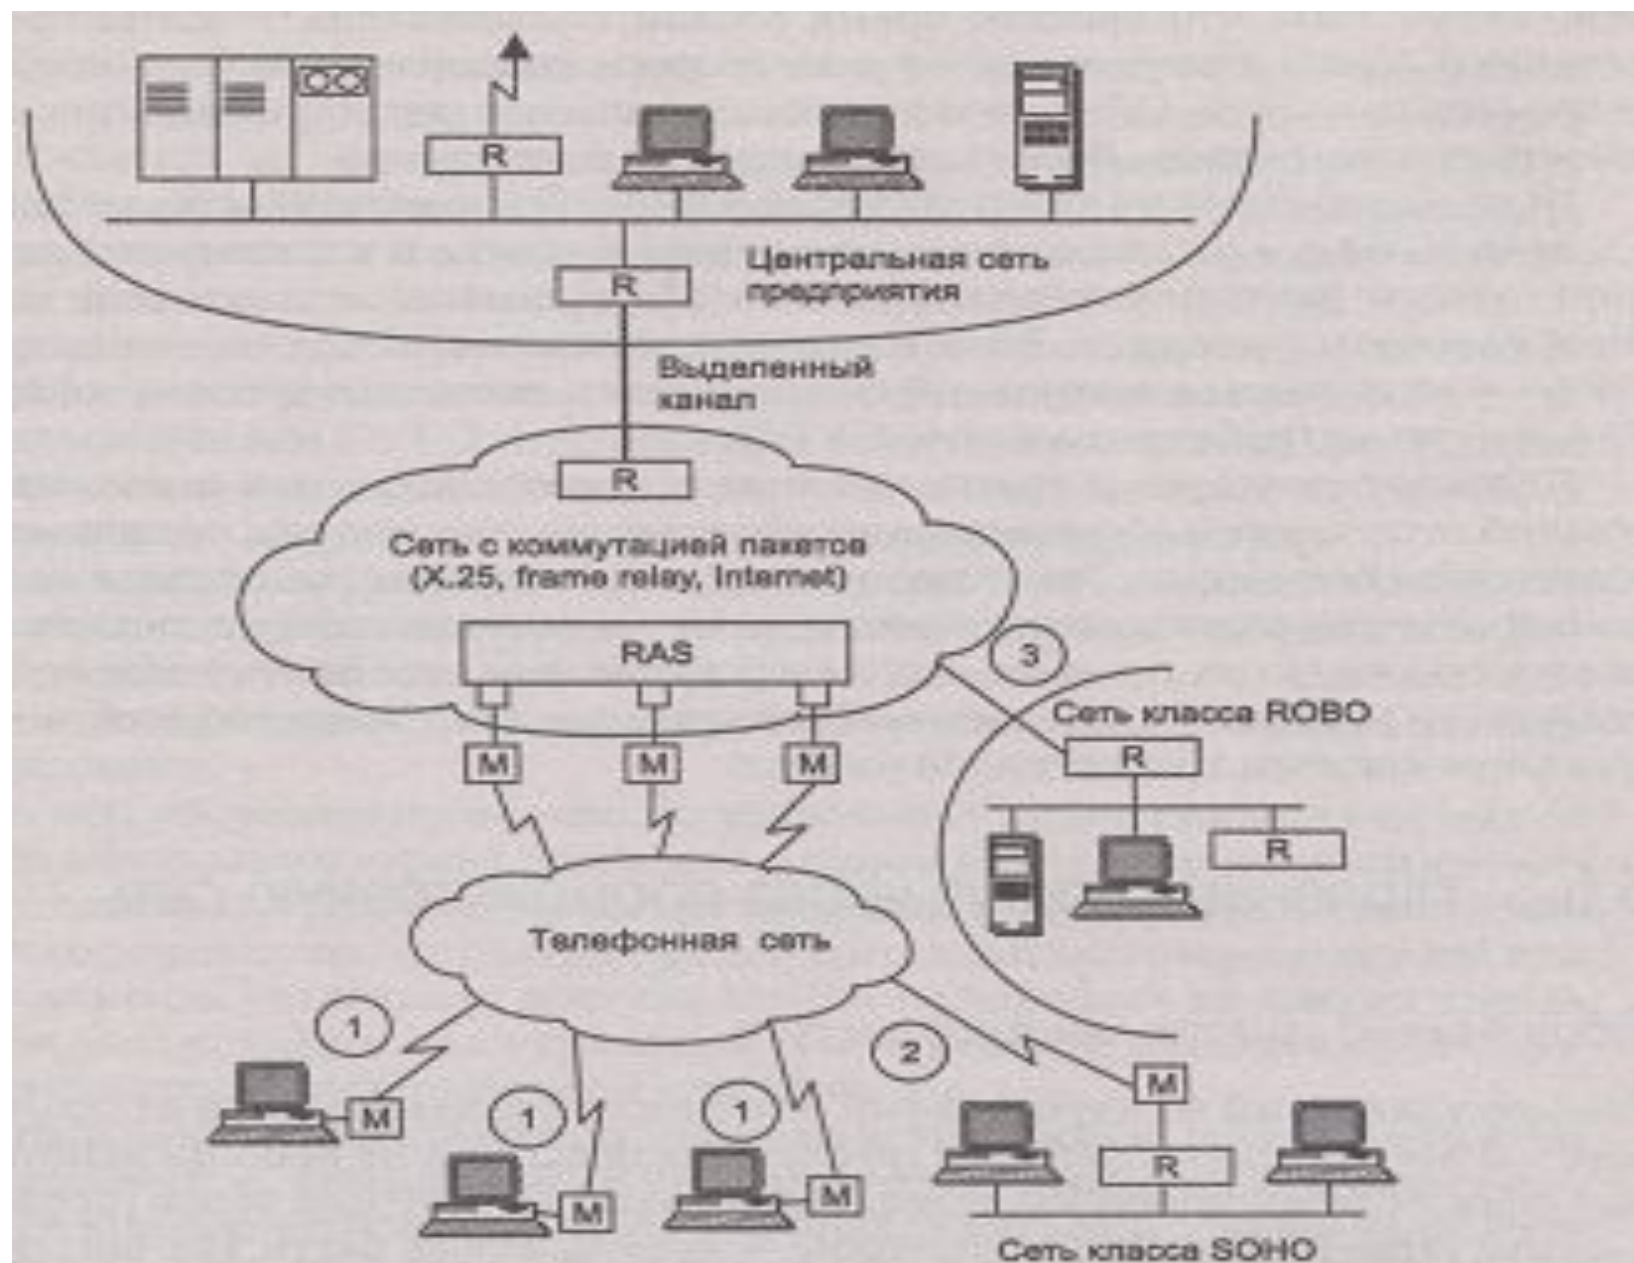 R
R
Центральная сеть
предприятия
Выделенный
канал
R
Сеть с коммутацией пакетов
(X.25, frame relay, Internet)
RAS
3
Сеть класса ROBO
R
M
M
M
R
Телефонная сеть
1
2
M
1
1
M
M
M
R
Сеть класса SOHO